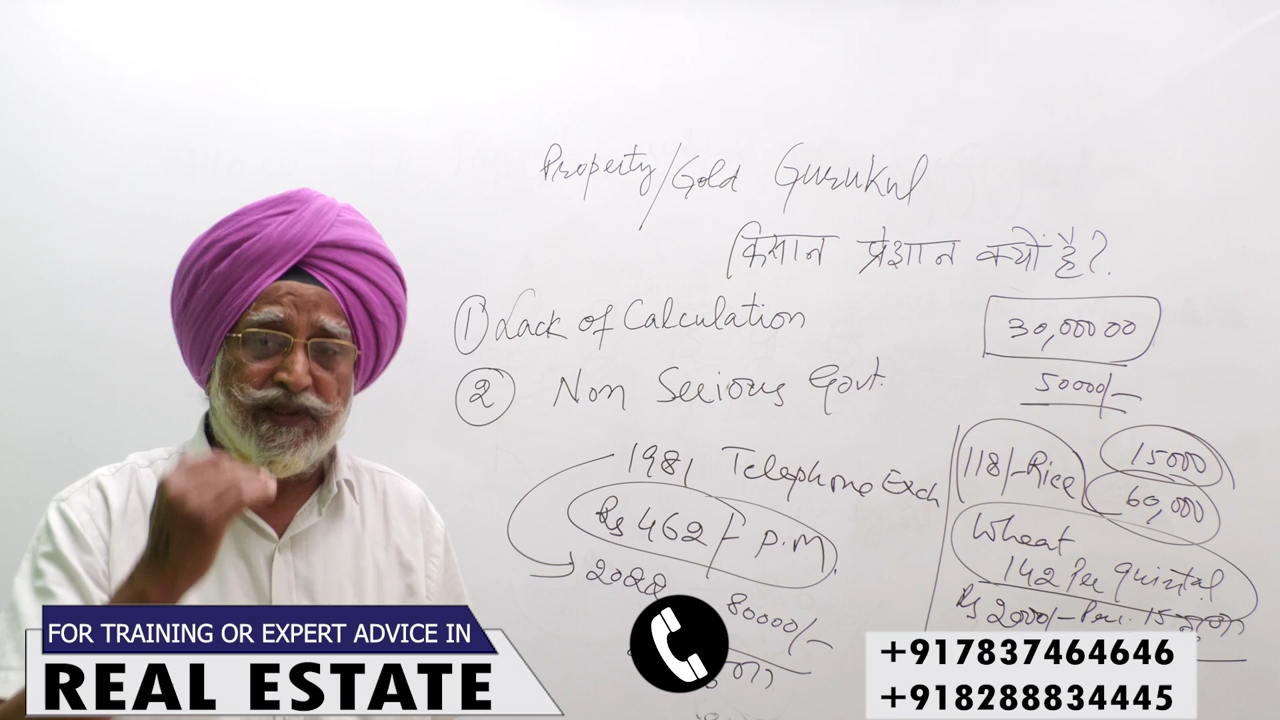 Property/Gold Gurukul
किसान प्रेशान क्यों है?
① Lack of Calculation
30,000 00
② Non Serious Govt.
50000/-
1981 Telephone Exch
118/- Rice
15000
60,000
Rs 462/- P.M.
Wheat
142 Per Quintal
2022
80000/-
Rs 2000/-
FOR TRAINING OR EXPERT ADVICE IN
REAL ESTATE
+917837464646
+918288834445